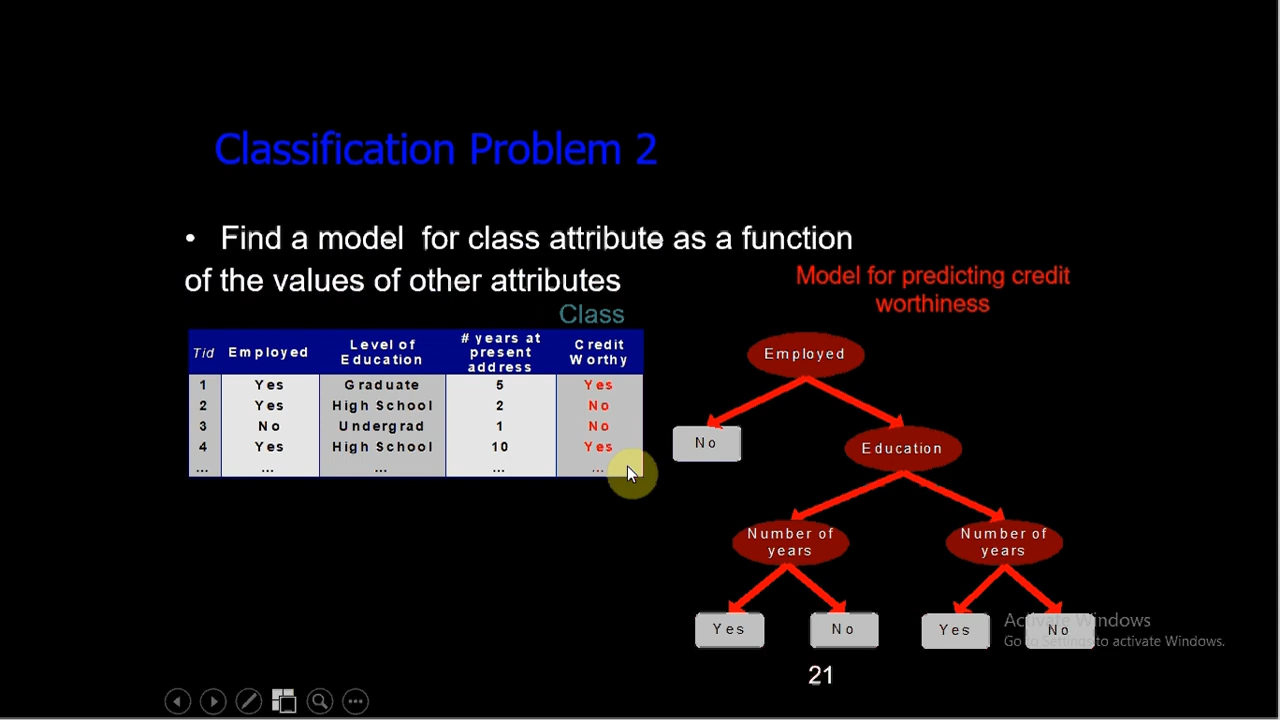 Classification Problem 2
• Find a model for class attribute as a function
of the values of other attributes
Class
Tid Employed Level of Education # years at present address Credit Worthy
1 Yes Graduate 5 Yes
2 Yes High School 2 No
3 No Undergrad 1 No
4 Yes High School 10 Yes
... ... ... ... ...
Model for predicting credit
worthiness
Employed
No
Education
Number of
years
Number of
years
Yes No Yes No
Activate Windows
Go to Settings to activate Windows.
21